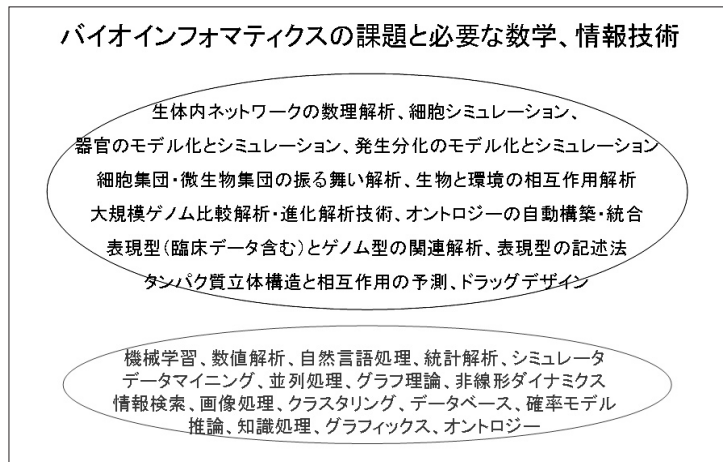 バイオインフォマティクスの課題と必要な数学、情報技術
生体内ネットワークの数理解析、細胞シミュレーション、
器官のモデル化とシミュレーション、発生分化のモデル化とシミュレーション
細胞集団・微生物集団の振る舞い解析、生物と環境の相互作用解析
大規模ゲノム比較解析・進化解析技術、オントロジーの自動構築・統合
表現型(臨床データ含む)とゲノム型の関連解析、表現型の記述法
タンパク質立体構造と相互作用の予測、ドラッグデザイン
機械学習、数値解析、自然言語処理、統計解析、シミュレータ
データマイニング、並列処理、グラフ理論、非線形ダイナミクス
情報検索、画像処理、クラスタリング、データベース、確率モデル
推論、知識処理、グラフィックス、オントロジー